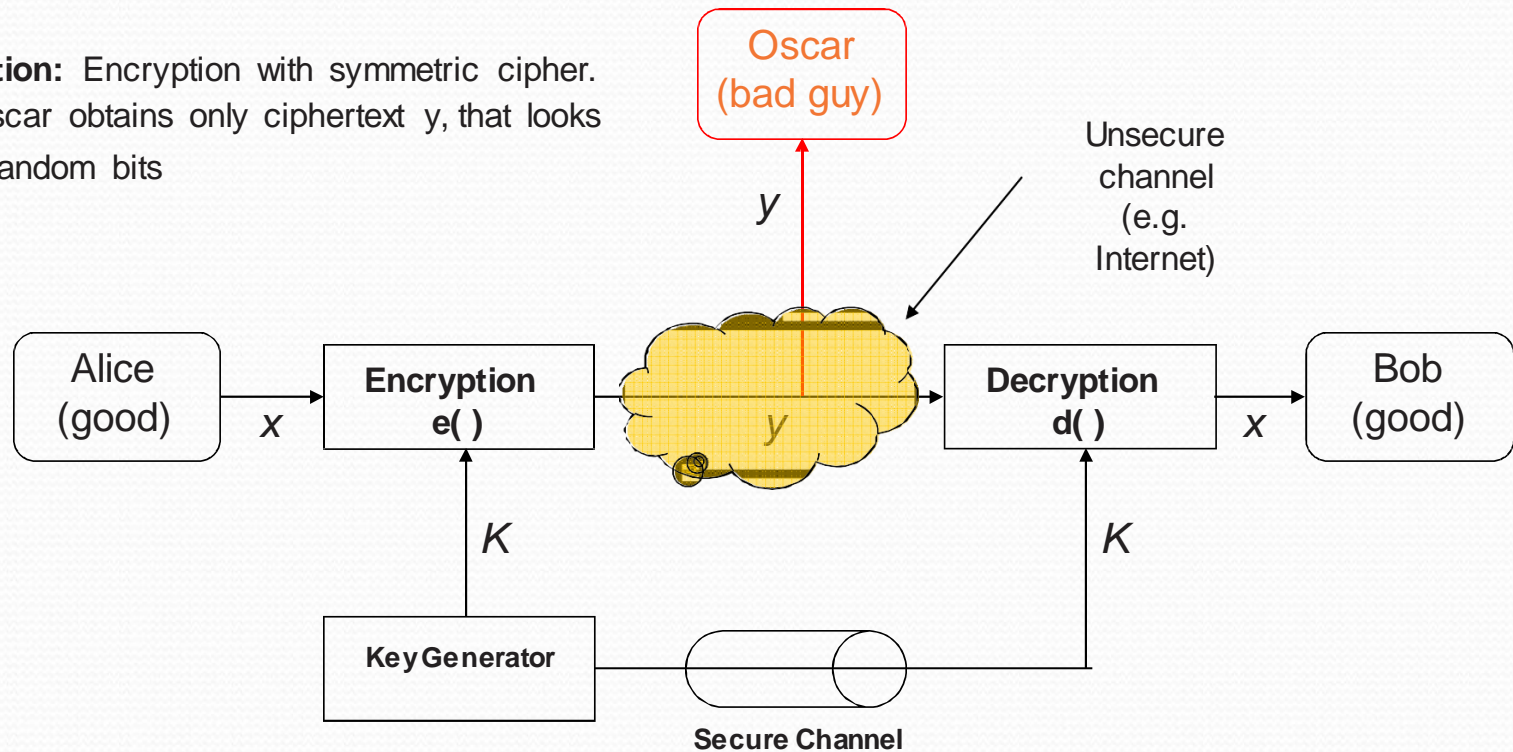 tion: Encryption with symmetric cipher.
scar obtains only ciphertext y, that looks
andom bits
Oscar
(bad guy)
Unsecure
channel
(e.g.
Internet)
y
Alice
(good)
x
Encryption
e( )
y
Decryption
d( )
x
Bob
(good)
K
K
Key Generator
Secure Channel